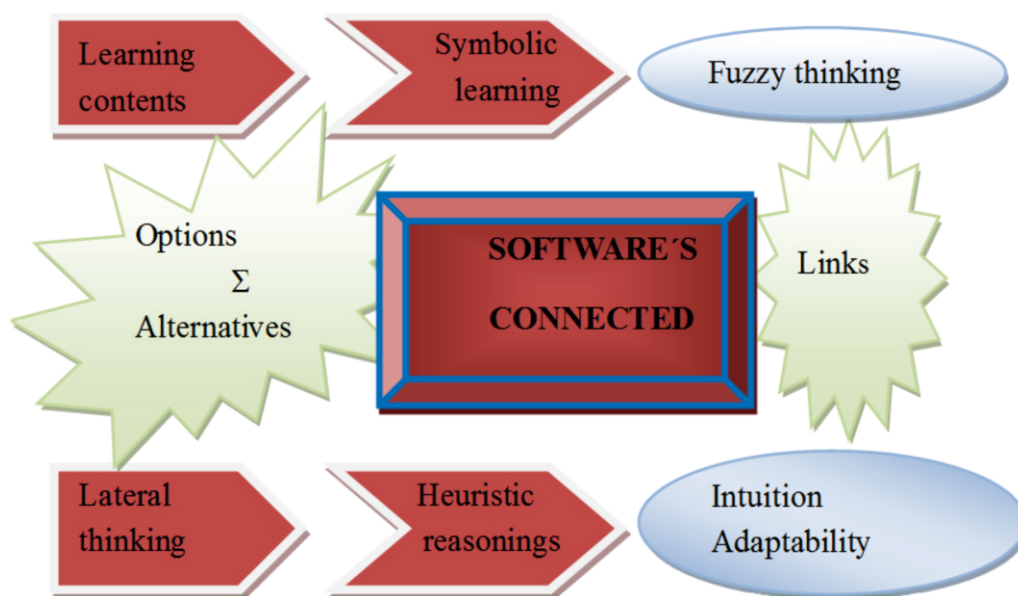 Learning
contents
Symbolic
learning
Fuzzy thinking
Options
Σ
Alternatives
SOFTWARE´S
CONNECTED
Links
Lateral
thinking
Heuristic
reasonings
Intuition
Adaptability